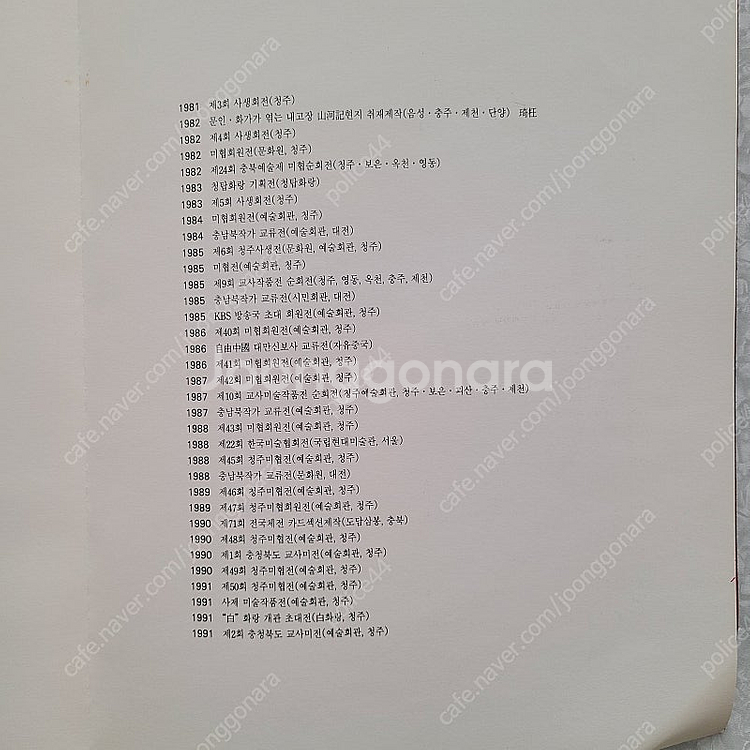 1981 제3회 사생회전(청주)
1982 문인·화가가 엮는 내고장 山河記현지 취재제작(음성·충주·제천·단양)
1982 제4회 사생회전(청주)
1982 미협회원전(문화원, 청주)
1982 제24회 충북예술제 미협순회전(청주·보은·옥천·영동)
1983 청탑화랑 기획전(청탑화랑)
1983 제5회 사생회전(청주)
1984 미협회원전(예술회관, 청주)
1984 충남북작가 교류전(예술회관, 대전)
1985 제6회 청주사생전(문화원, 예술회관, 청주)
1985 미협전(예술회관, 청주)
1985 제9회 교사작품전 순회전(청주, 영동, 옥천, 충주, 제천)
1985 충남북작가 교류전(시민회관, 대전)
1985 KBS 방송국 초대 회원전(예술회관, 청주)
1986 제40회 미협회원전(예술회관, 청주)
1986 自由中國 대만신보사 교류전(자유중국)
1986 제41회 미협회원전(예술회관, 청주)
1987 제42회 미협회원전(예술회관, 청주)
1987 제10회 교사미술작품전 순회전(청주예술회관, 청주·보은·괴산·충주·제천)
1987 충남북작가 교류전(예술회관, 청주)
1988 제43회 미협회원전(예술회관, 청주)
1988 제22회 한국미술협회전(국립현대미술관, 서울)
1988 제45회 청주미협전(예술회관, 청주)
1988 충남북작가 교류전(문화원, 대전)
1989 제46회 청주미협전(예술회관, 청주)
1989 제47회 청주미협회원전(예술회관, 청주)
1990 제71회 전국체전 카드섹션제작(도담삼봉, 충북)
1990 제48회 청주미협전(예술회관, 청주)
1990 제1회 충청북도 교사미전(예술회관, 청주)
1990 제49회 청주미협전(예술회관, 청주)
1991 제50회 청주미협전(예술회관, 청주)
1991 사제 미술작품전(예술회관, 청주)
1991 "白" 화랑 개관 초대전(白화랑, 청주)
1991 제2회 충청북도 교사미전(예술회관, 청주)
joonggonara
cafe.naver.com/joonggonara
police44